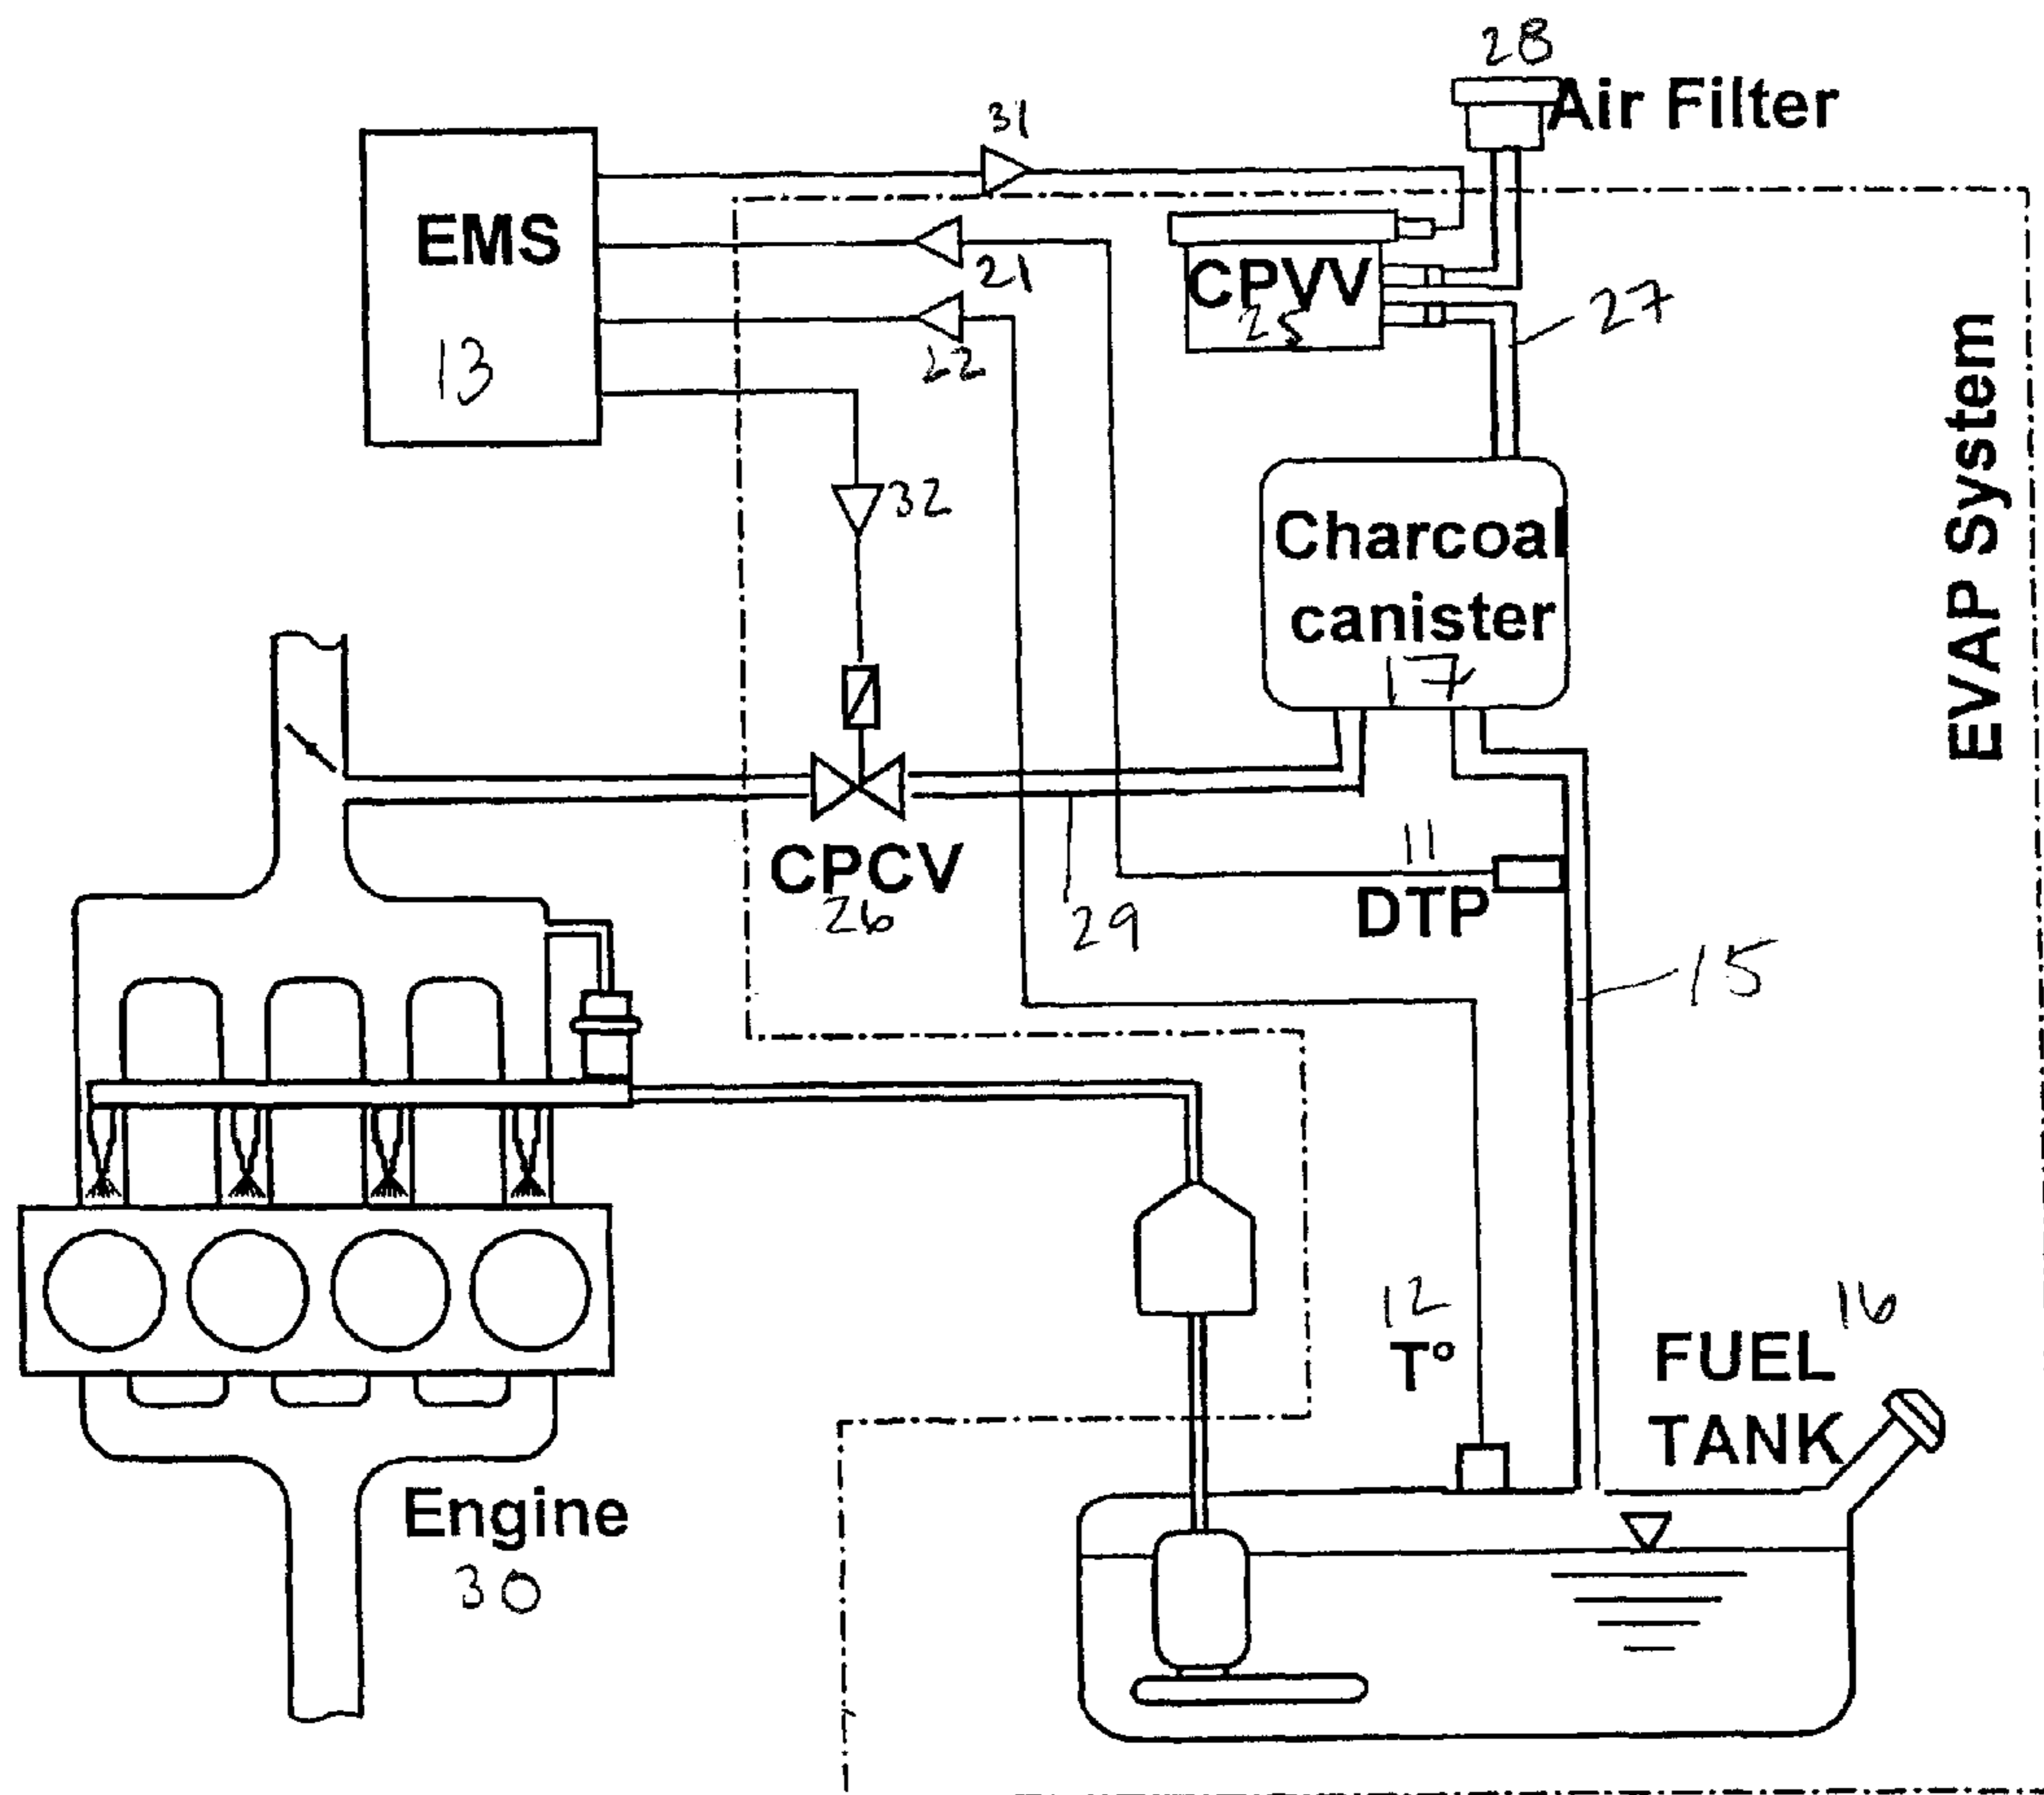 28
Air Filter
31
EMS
13
21
22
CPVV
25
27
32
EVAP System
Charcoal
canister
17
CPCV
26
29
11
DTP
15
12
T°
16
FUEL
TANK
Engine
30